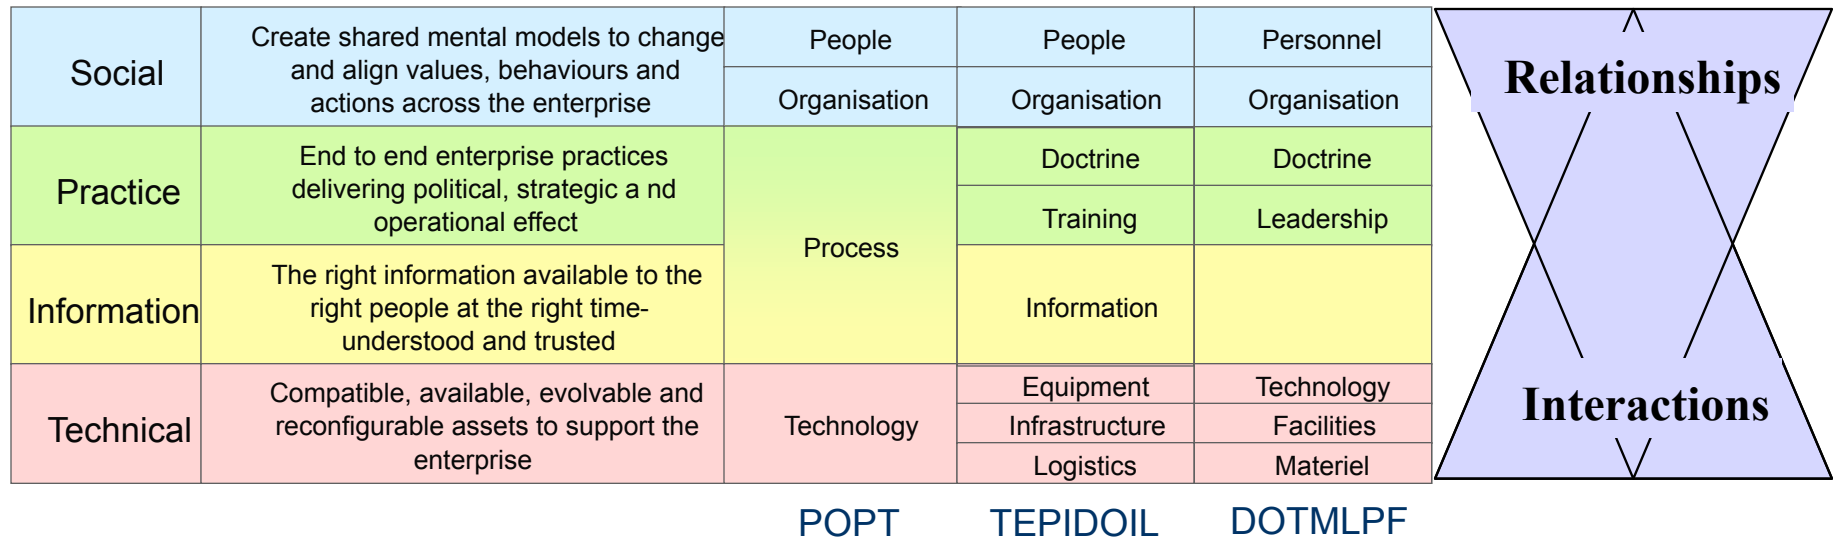 Social
Create shared mental models to change
and align values, behaviours and
actions across the enterprise
People
Organisation
People
Organisation
Personnel
Organisation
Relationships
Practice
End to end enterprise practices
delivering political, strategic a nd
operational effect
Process
Doctrine
Training
Doctrine
Leadership
Information
The right information available to the
right people at the right time-
understood and trusted
Information
Technical
Compatible, available, evolvable and
reconfigurable assets to support the
enterprise
Technology
Equipment
Infrastructure
Logistics
Technology
Facilities
Materiel
Interactions
POPT
TEPIDOIL
DOTMLPF